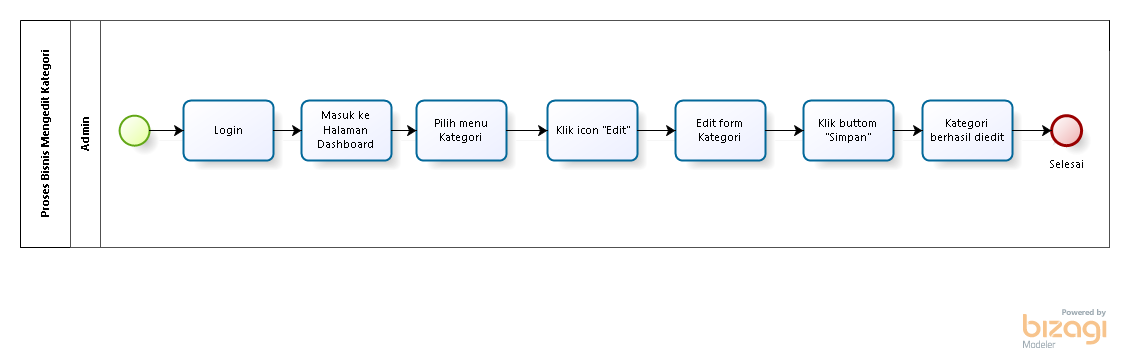 Proses Bisnis Mengedit Kategori
Admin
Login
Masuk ke
Halaman
Dashboard
Pilih menu
Kategori
Klik icon "Edit"
Edit form
Kategori
Klik buttom
"Simpan"
Kategori
berhasil diedit
Selesai
Powered by
bizagi
Modeler